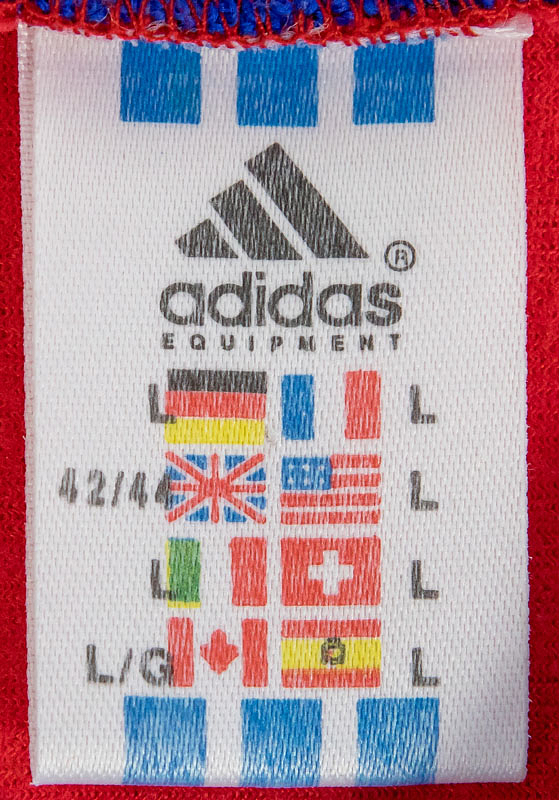 adidas®
EQUIPMENT
L L
42/44 L
L L
L/G L